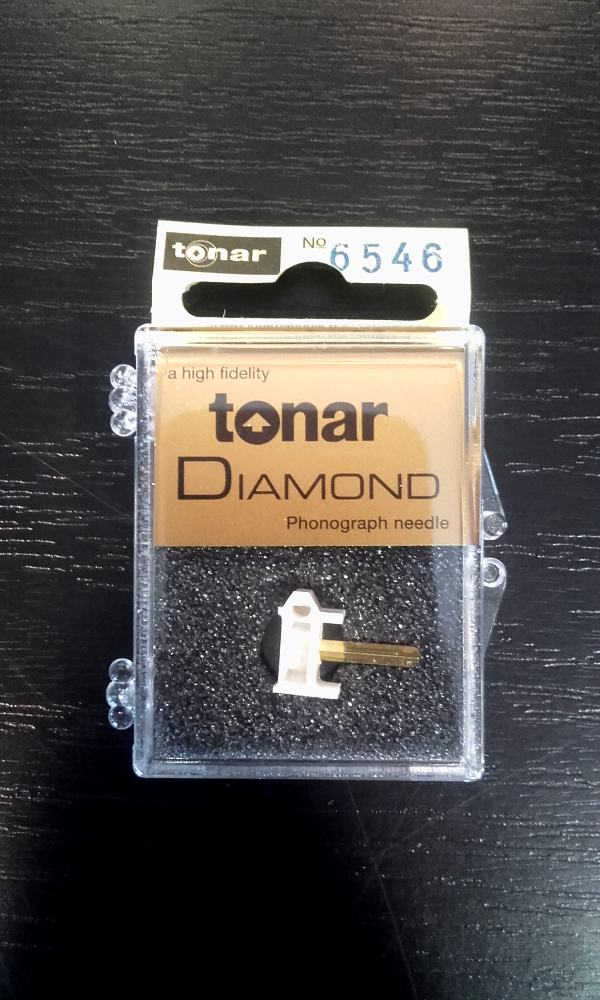 tonar
No 6546
a high fidelity
tonar
DIAMOND
Phonograph needle